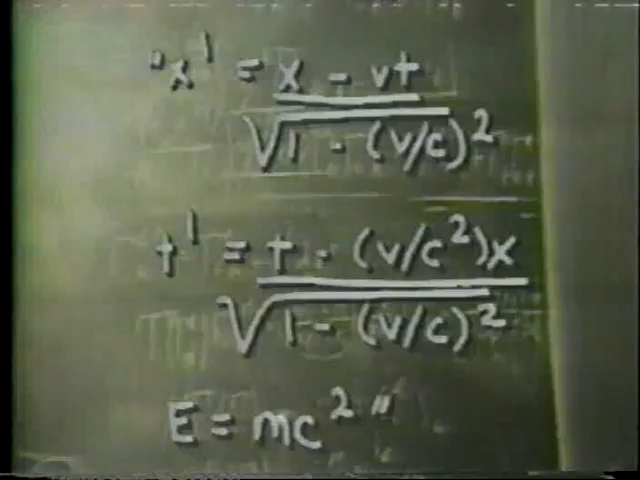 "x' = x - vt
√1 - (v/c)²
t' = t - (v/c²)x
√1 - (v/c)²
E = mc²"